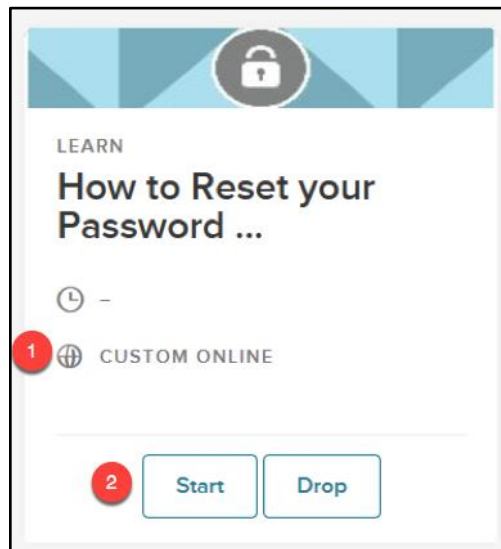 LEARN
How to Reset your
Password ...
–
1 CUSTOM ONLINE
2 Start Drop